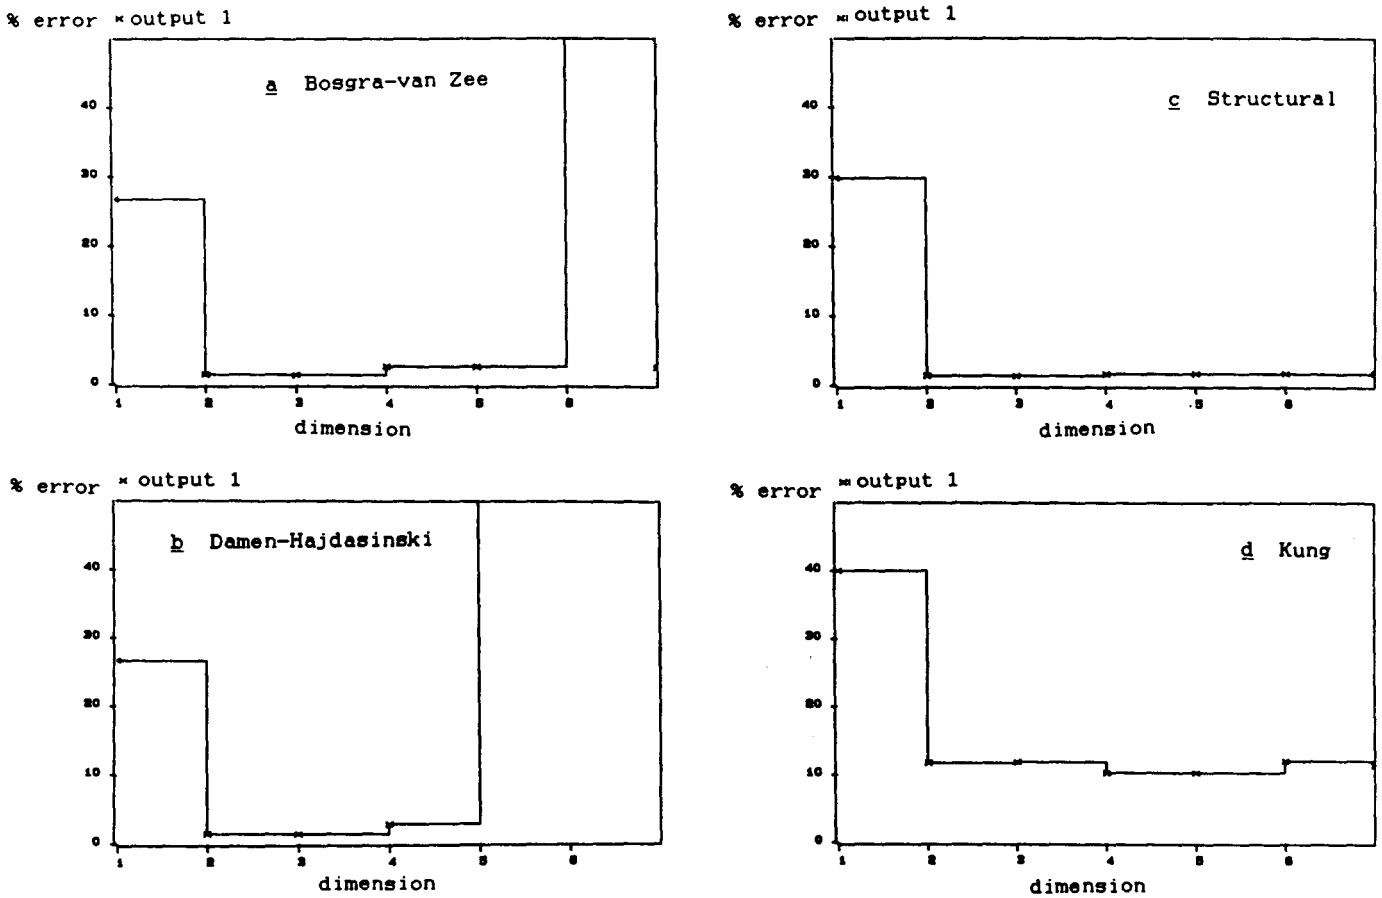 % error × output 1
a Bosgra-van Zee
40
30
20
10
0
1 2 3 4 5 6
dimension
% error × output 1
c Structural
40
30
20
10
0
1 2 3 4 .5 6
dimension
% error × output 1
b Damen-Hajdasinski
40
30
20
10
0
1 2 3 4 5 6
dimension
% error × output 1
d Kung
40
30
20
10
0
1 2 3 4 5 6
dimension